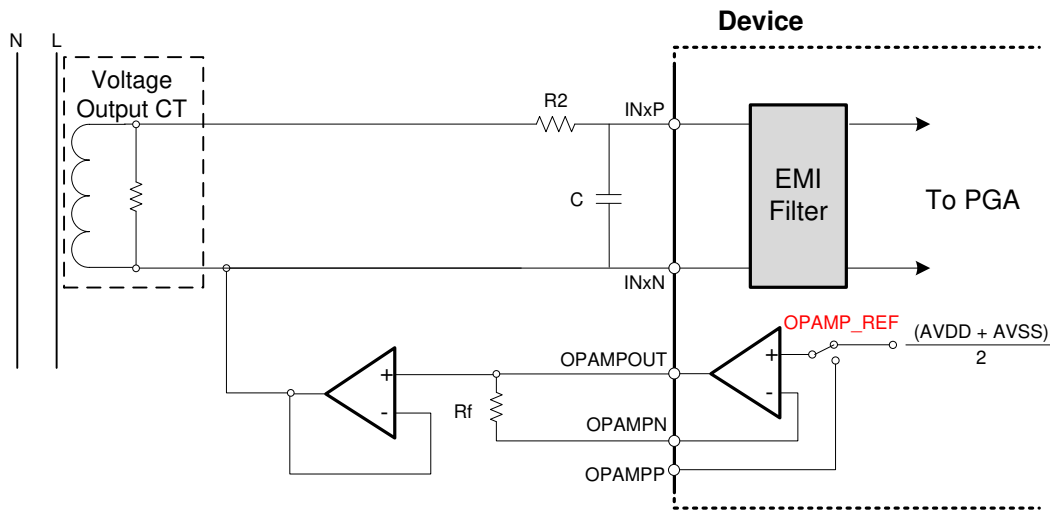 Device
N
L
Voltage
Output CT
R2
INxP
C
EMI
Filter
To PGA
INxN
OPAMP_REF
(AVDD + AVSS)
2
OPAMPOUT
+
-
+
-
Rf
OPAMPN
OPAMPP